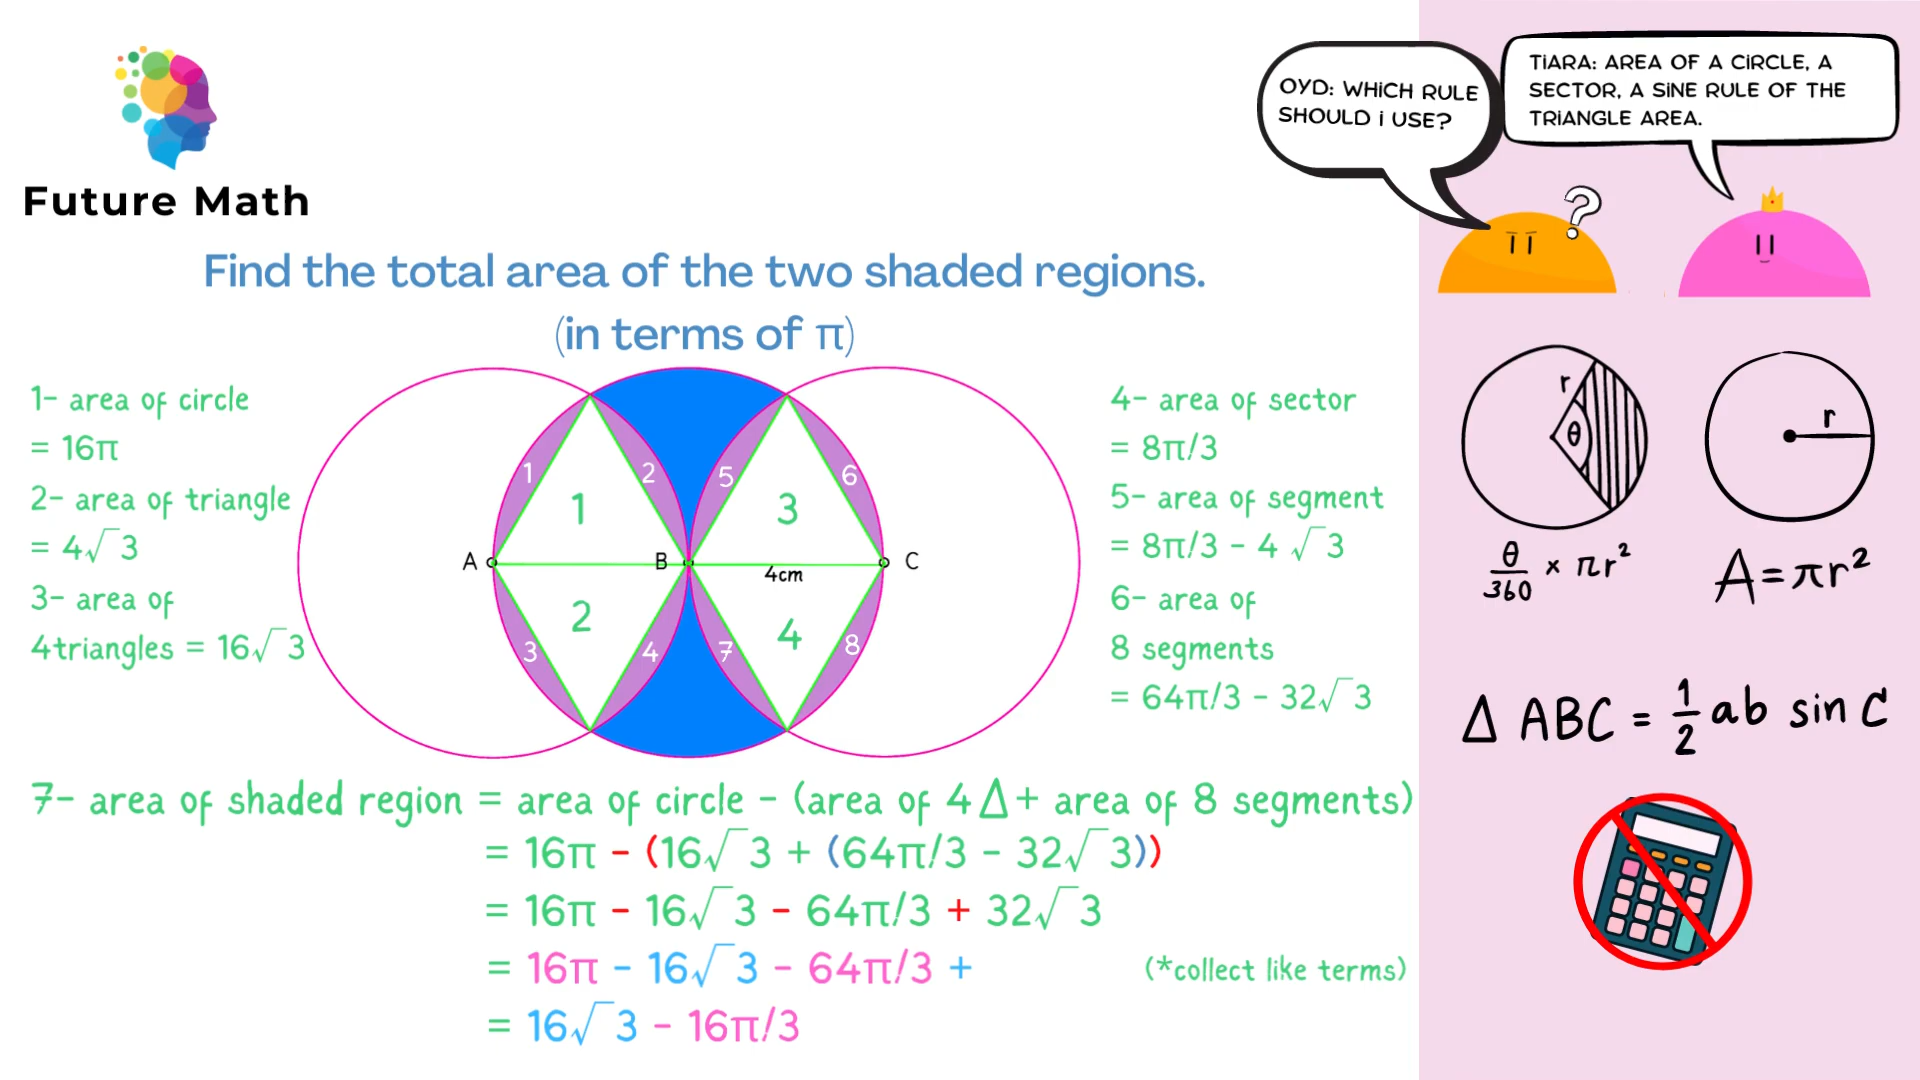 Future Math
OYD: WHICH RULE
SHOULD I USE?
TIARA: AREA OF A CIRCLE, A
SECTOR, A SINE RULE OF THE
TRIANGLE AREA.
?
Find the total area of the two shaded regions.
(in terms of π)
1- area of circle
= 16π
2- area of triangle
= 4√3
3- area of
4triangles = 16√3
1 2 5 6
1 3
A B C
4cm
2 4
3 4 7 8
4- area of sector
= 8π/3
5- area of segment
= 8π/3 - 4 √3
6- area of
8 segments
= 64π/3 - 32√3
7- area of shaded region = area of circle - (area of 4Δ+ area of 8 segments)
= 16π - (16√3 + (64π/3 - 32√3))
= 16π - 16√3 - 64π/3 + 32√3
= 16π - 16√3 - 64π/3 + (*collect like terms)
= 16√3 - 16π/3
r θ
r
θ/360 × πr²
A=πr²
Δ ABC = 1/2 ab sin C